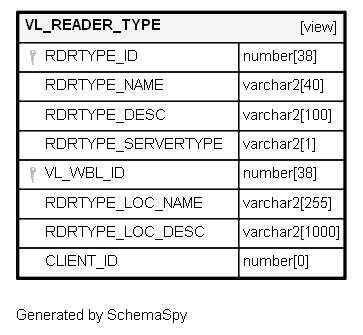 VL_READER_TYPE [view]
RDRTYPE_ID number[38]
RDRTYPE_NAME varchar2[40]
RDRTYPE_DESC varchar2[100]
RDRTYPE_SERVERTYPE varchar2[1]
VL_WBL_ID number[38]
RDRTYPE_LOC_NAME varchar2[255]
RDRTYPE_LOC_DESC varchar2[1000]
CLIENT_ID number[0]
Generated by SchemaSpy